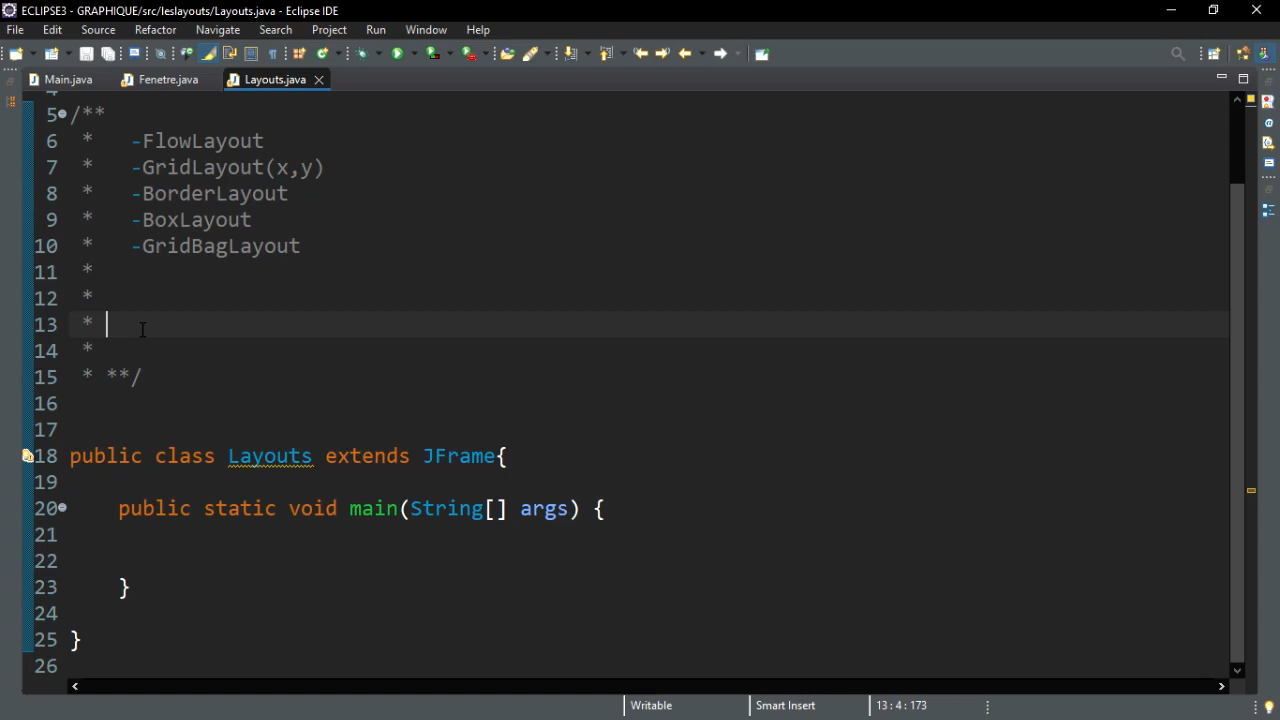 ECLIPSE3 - GRAPHIQUE/src/leslayouts/Layouts.java - Eclipse IDE
File Edit Source Refactor Navigate Search Project Run Window Help
Main.java Fenetre.java Layouts.java
5 /**
6 * -FlowLayout
7 * -GridLayout(x,y)
8 * -BorderLayout
9 * -BoxLayout
10 * -GridBagLayout
11 *
12 *
13 *
14 *
15 * **/
16
17
18 public class Layouts extends JFrame{
19
20 public static void main(String[] args) {
21
22
23 }
24
25 }
26
Writable Smart Insert 13 : 4 : 173